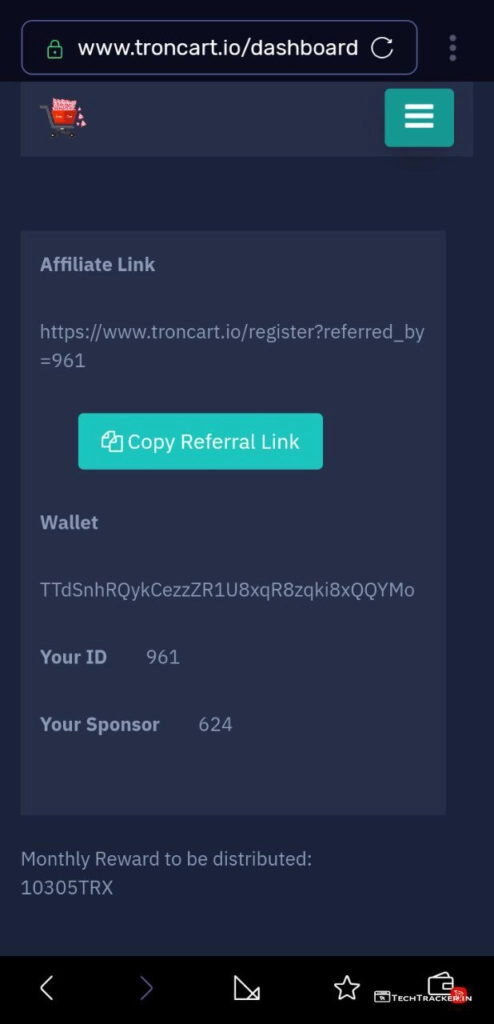 www.troncart.io/dashboard
Affiliate Link
https://www.troncart.io/register?referred_by
=961
Copy Referral Link
Wallet
TTdSnhRQykCezzZR1U8xqR8zqki8xQQYMo
Your ID 961
Your Sponsor 624
Monthly Reward to be distributed:
10305TRX
TECHTRACKER.IN